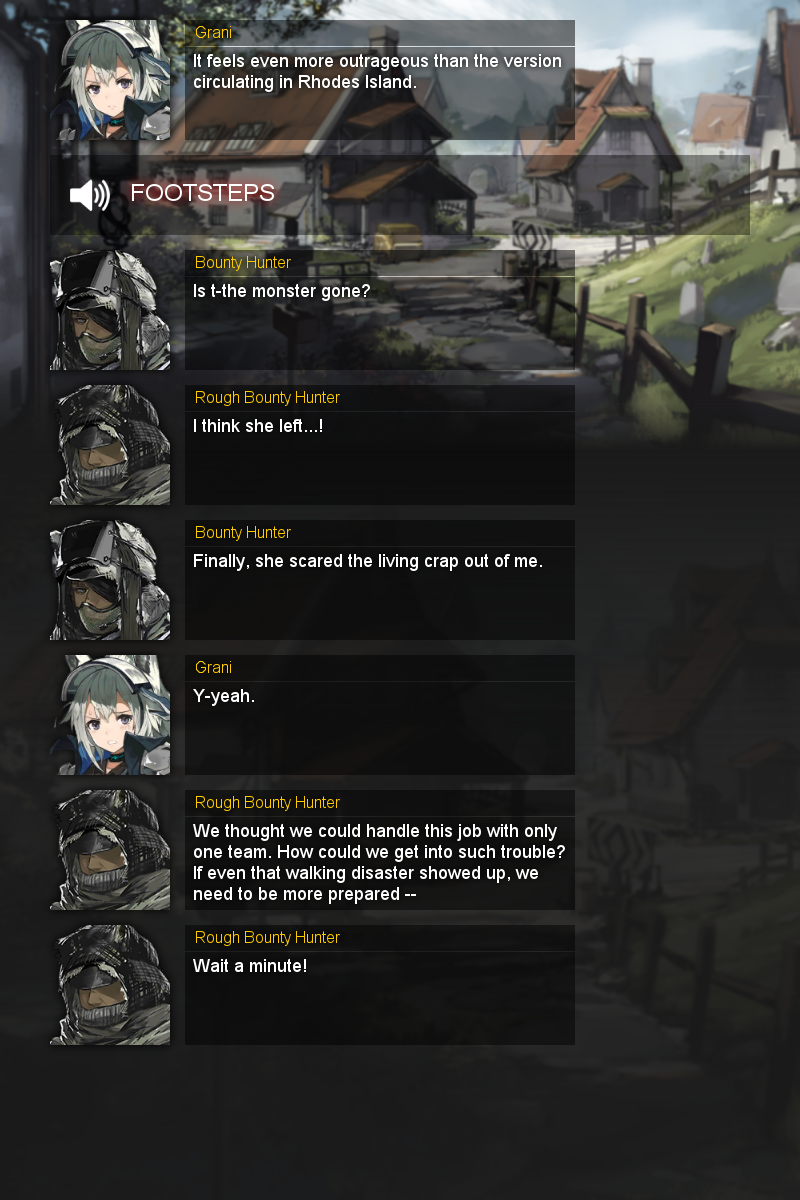 Grani
It feels even more outrageous than the version
circulating in Rhodes Island.
FOOTSTEPS
Bounty Hunter
Is t-the monster gone?
Rough Bounty Hunter
I think she left...!
Bounty Hunter
Finally, she scared the living crap out of me.
Grani
Y-yeah.
Rough Bounty Hunter
We thought we could handle this job with only
one team. How could we get into such trouble?
If even that walking disaster showed up, we
need to be more prepared --
Rough Bounty Hunter
Wait a minute!